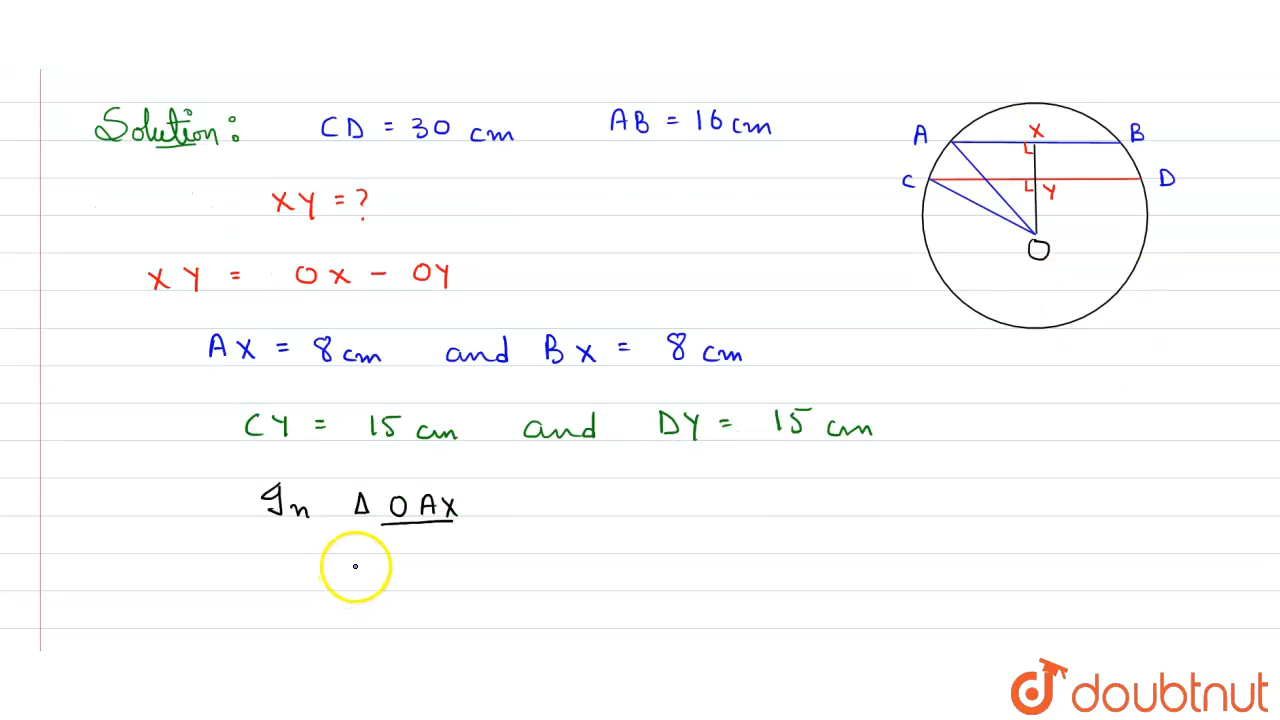 Solution: CD = 30 cm AB = 16 cm
XY = ?
XY = OX - OY
AX = 8 cm and BX = 8 cm
CY = 15 cm and DY = 15 cm
In Δ OAX
A X B
C Y D
O
doubtnut